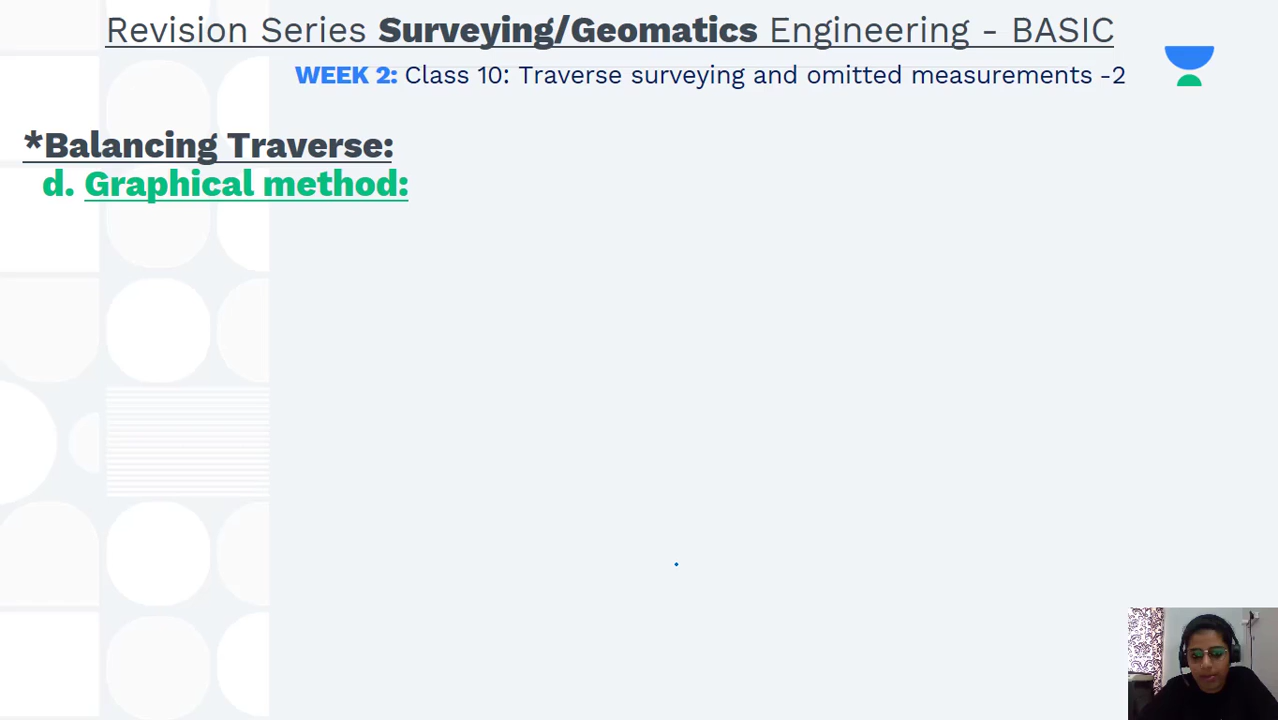 Revision Series Surveying/Geomatics Engineering - BASIC
WEEK 2: Class 10: Traverse surveying and omitted measurements -2
*Balancing Traverse:
d. Graphical method: